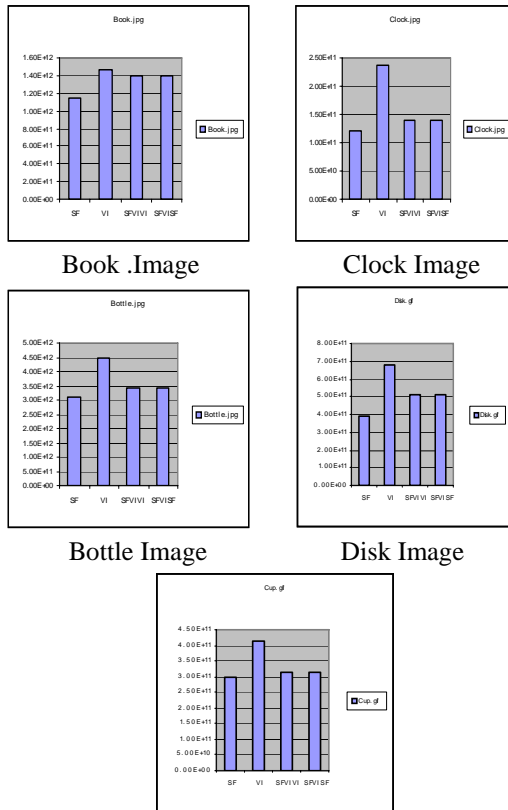 Book.jpg
1.60E+12
1.40E+12
1.20E+12
1.00E+12
8.00E+11
6.00E+11
4.00E+11
2.00E+11
0.00E+00
SF VI SFVIVI SFVISF
Book.jpg
Book .Image
Clock.jpg
2.50E+11
2.00E+11
1.50E+11
1.00E+11
5.00E+10
0.00E+00
SF VI SFVIVI SFVISF
Clock.jpg
Clock Image
Bottle.jpg
5.00E+12
4.50E+12
4.00E+12
3.50E+12
3.00E+12
2.50E+12
2.00E+12
1.50E+12
1.00E+12
5.00E+11
0.00E+00
SF VI SFVIVI SFVISF
Bottle.jpg
Bottle Image
Disk.gif
8.00E+11
7.00E+11
6.00E+11
5.00E+11
4.00E+11
3.00E+11
2.00E+11
1.00E+11
0.00E+00
SF VI SFVIVI SFVISF
Disk.gif
Disk Image
Cup.gif
4.50E+11
4.00E+11
3.50E+11
3.00E+11
2.50E+11
2.00E+11
1.50E+11
1.00E+11
5.00E+10
0.00E+00
SF VI SFVIVI SFVISF
Cup.gif